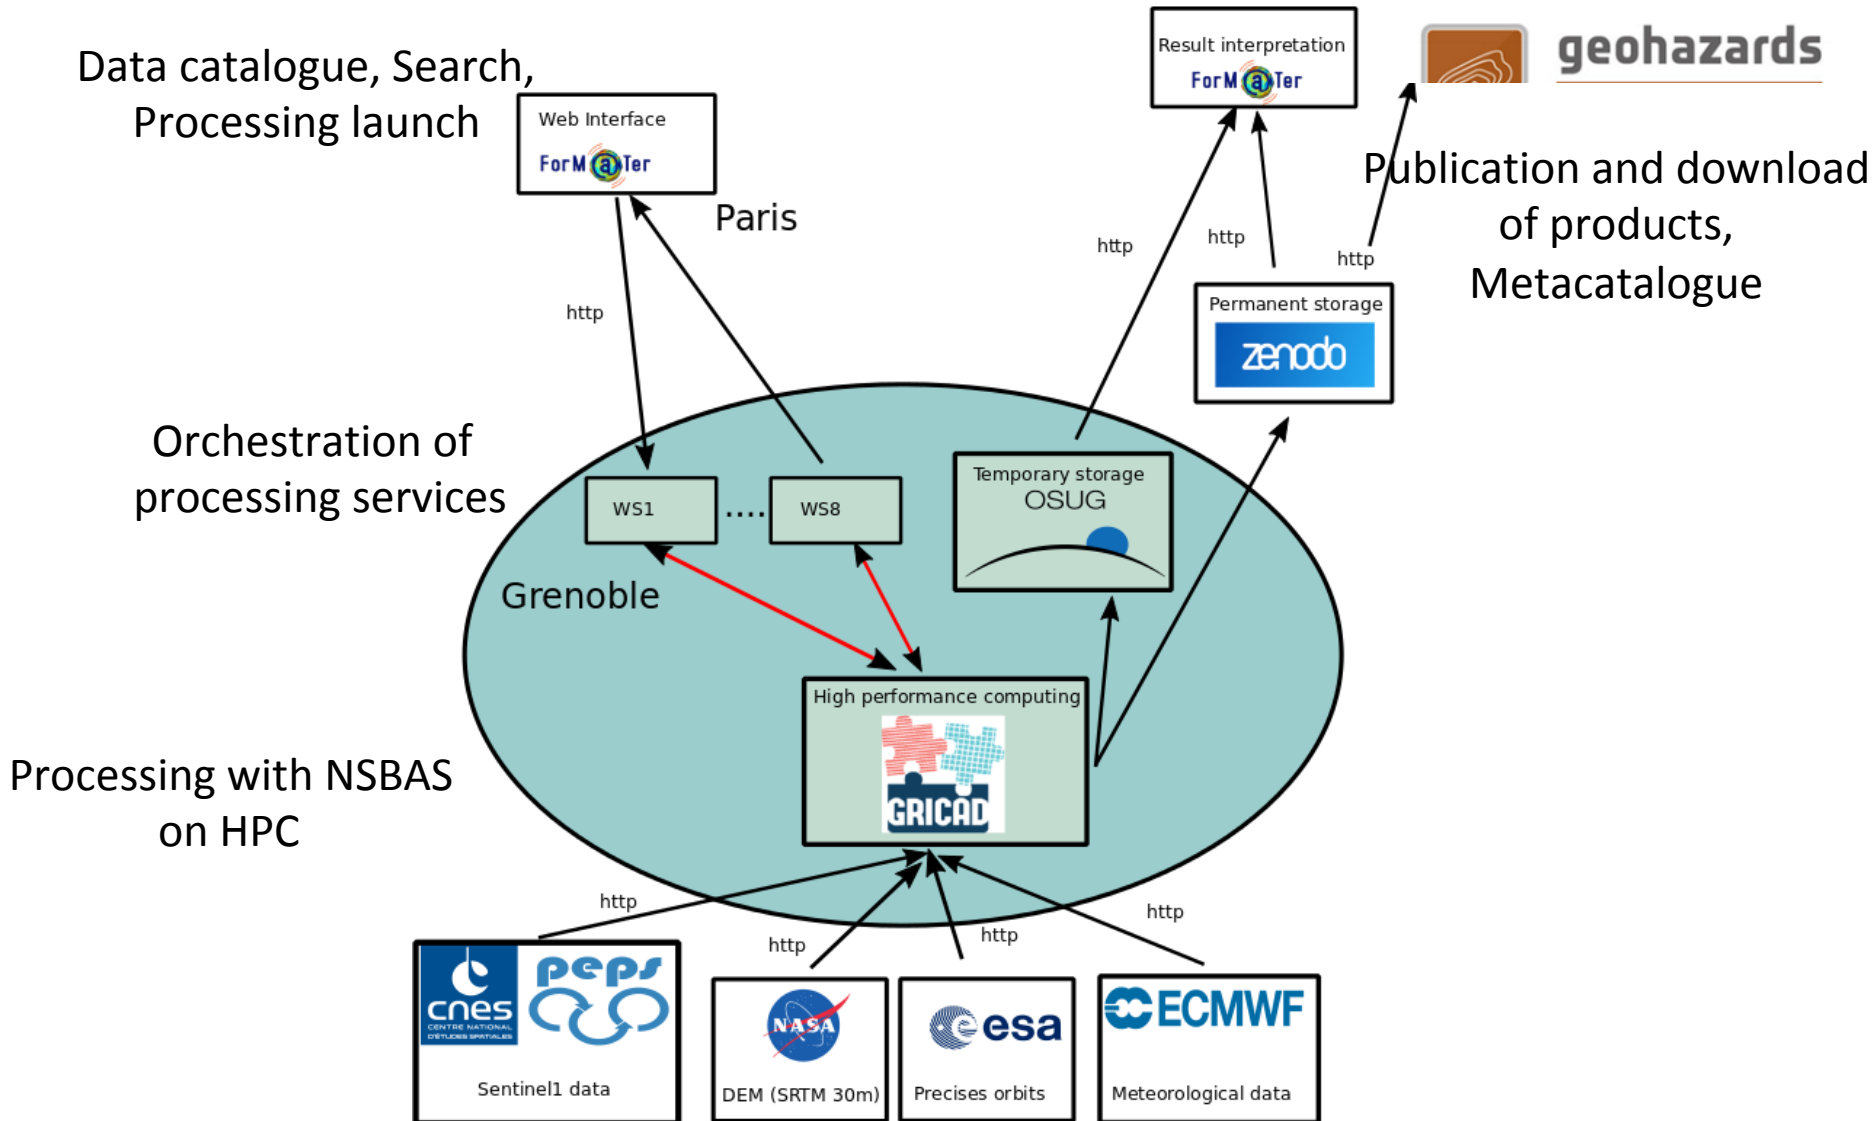 Data catalogue, Search,
Processing launch
Web Interface
ForM@Ter
Paris
Result interpretation
ForM@Ter
geohazards
Publication and download
of products,
Metacatalogue
http
http
http
http
Permanent storage
zenodo
Orchestration of
processing services
WS1
....
WS8
Temporary storage
OSUG
Grenoble
High performance computing
GRICAD
Processing with NSBAS
on HPC
http
http
http
http
cnes
CENTRE NATIONAL
D'ÉTUDES SPATIALES
peps
Sentinel1 data
NASA
DEM (SRTM 30m)
esa
Precises orbits
ECMWF
Meteorological data